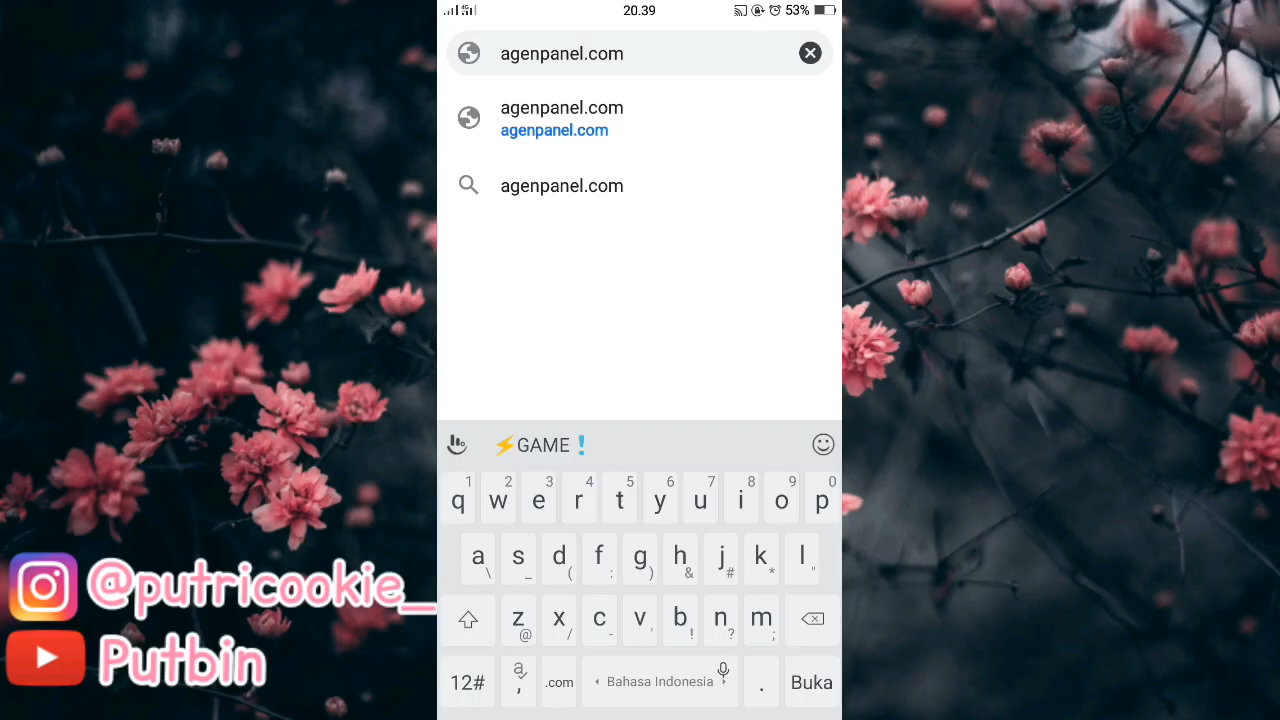 20.39
53%
agenpanel.com
agenpanel.com
agenpanel.com
agenpanel.com
⚡GAME❗
1 2 3 4 5 6 7 8 9 0
q w e r t y u i o p
a s d f g h j k l
\ _ ( : ) & # * "
z x c v b n m
@ / - ' ! ? ;
12# , .com Bahasa Indonesia . Buka
@putricookie_
Putbin